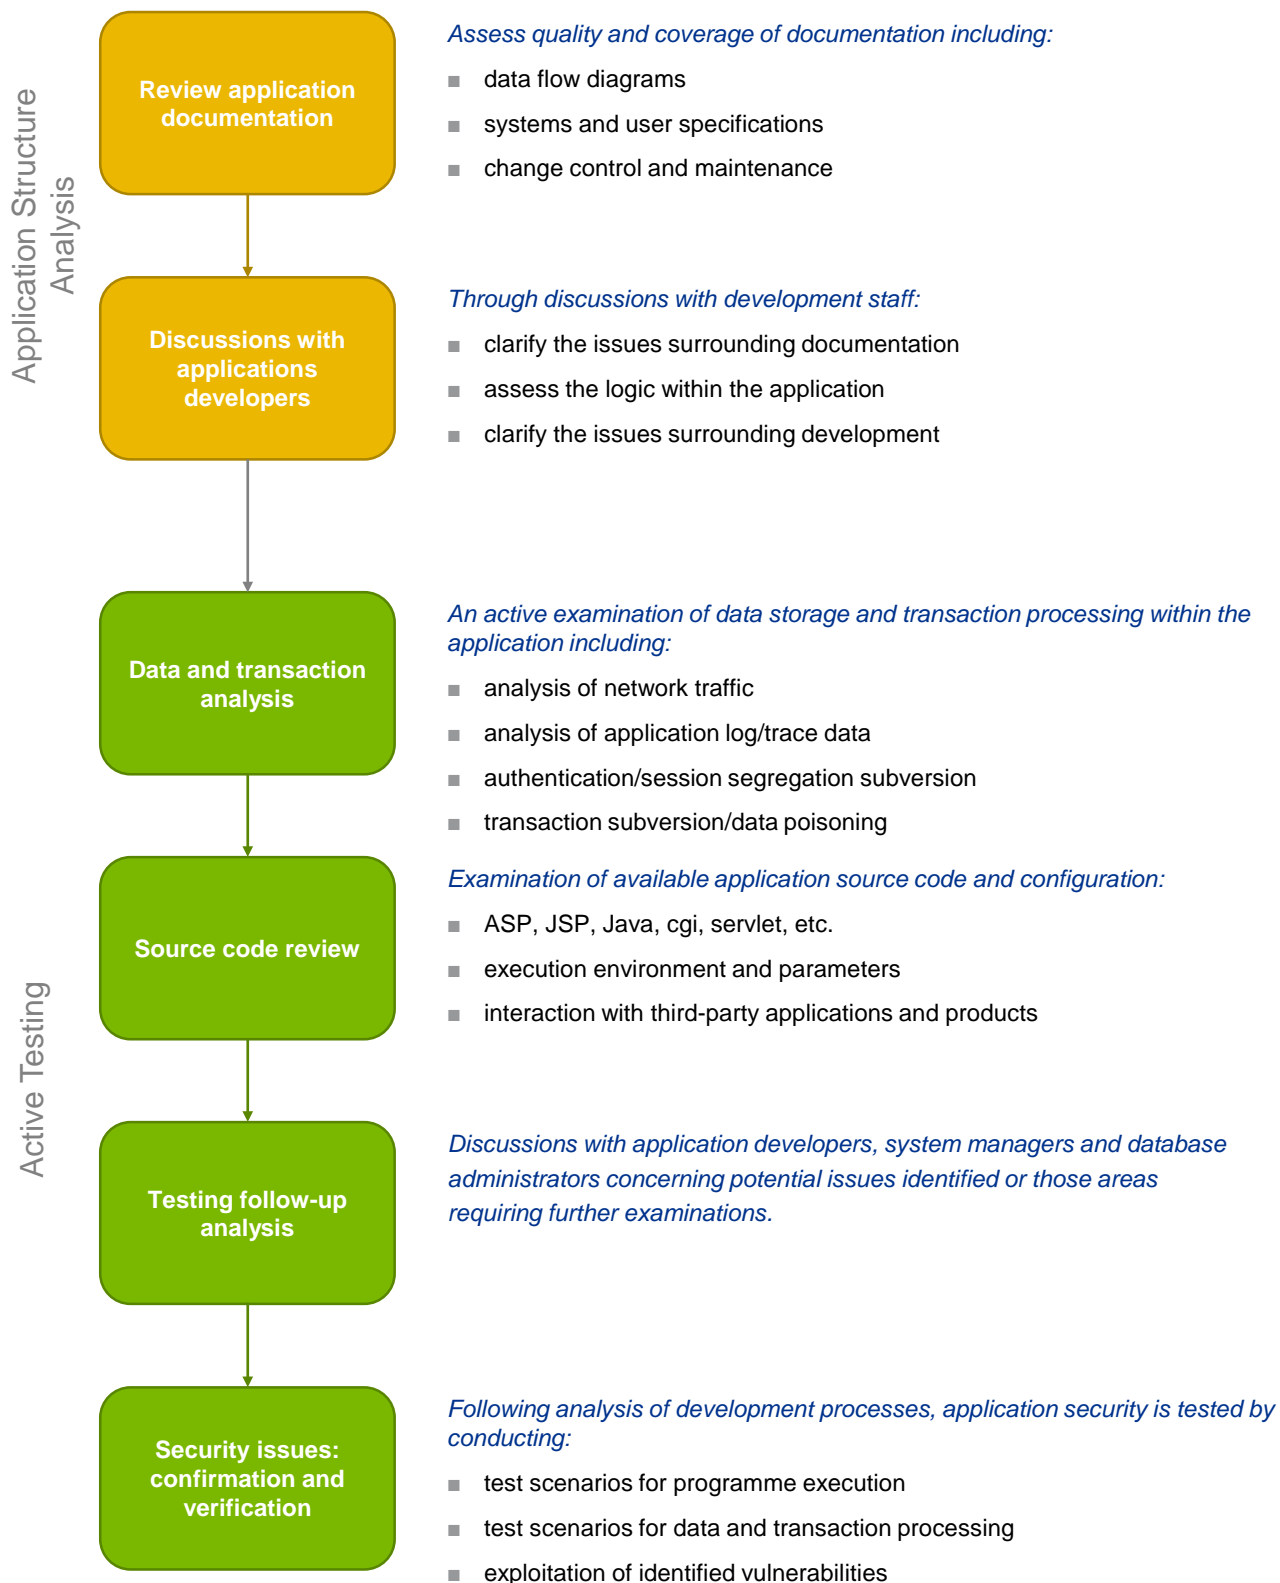 Application Structure
Analysis
Review application
documentation
Assess quality and coverage of documentation including:
■ data flow diagrams
■ systems and user specifications
■ change control and maintenance
Discussions with
applications
developers
Through discussions with development staff:
■ clarify the issues surrounding documentation
■ assess the logic within the application
■ clarify the issues surrounding development
Active Testing
Data and transaction
analysis
An active examination of data storage and transaction processing within the
application including:
■ analysis of network traffic
■ analysis of application log/trace data
■ authentication/session segregation subversion
■ transaction subversion/data poisoning
Source code review
Examination of available application source code and configuration:
■ ASP, JSP, Java, cgi, servlet, etc.
■ execution environment and parameters
■ interaction with third-party applications and products
Testing follow-up
analysis
Discussions with application developers, system managers and database
administrators concerning potential issues identified or those areas
requiring further examinations.
Security issues:
confirmation and
verification
Following analysis of development processes, application security is tested by
conducting:
■ test scenarios for programme execution
■ test scenarios for data and transaction processing
■ exploitation of identified vulnerabilities